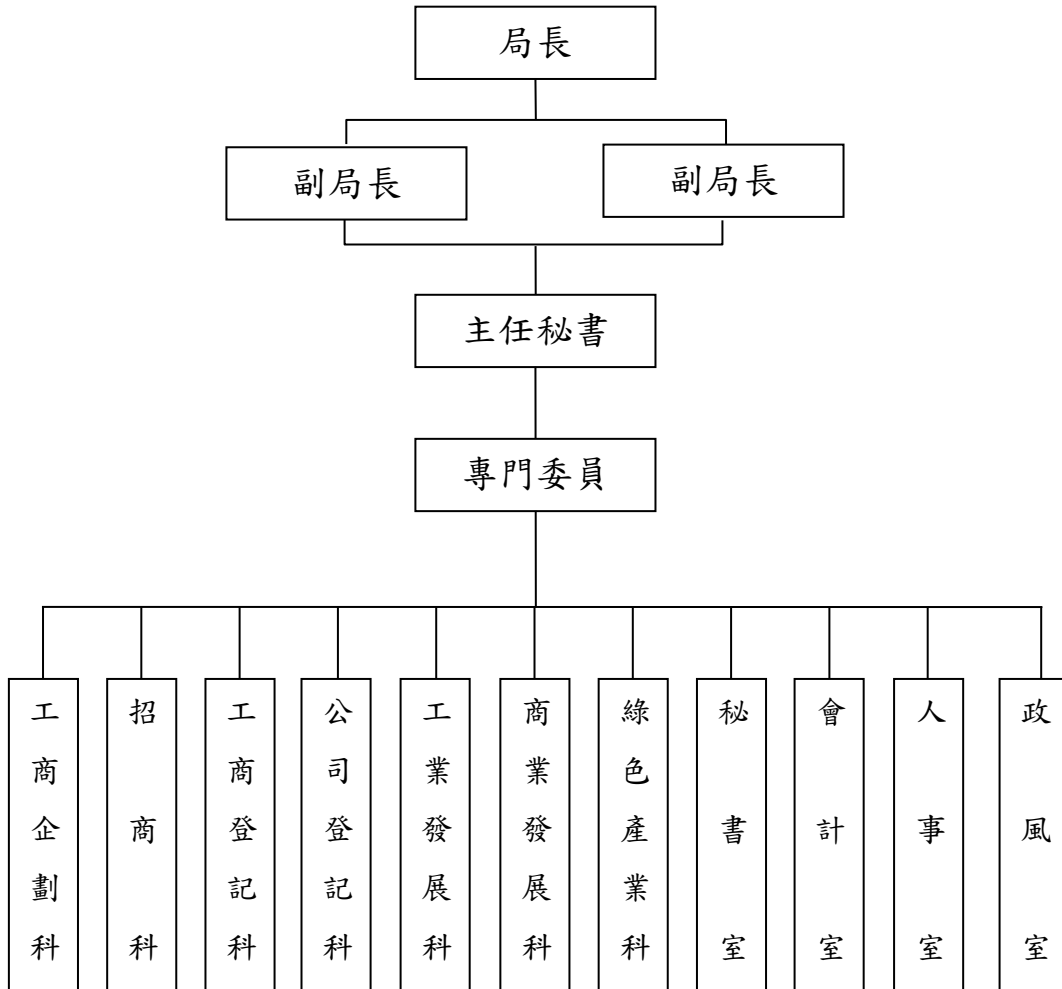 局長
副局長
副局長
主任秘書
專門委員
工商企劃科
招商科
工商登記科
公司登記科
工業發展科
商業發展科
綠色產業科
秘書室
會計室
人事室
政風室